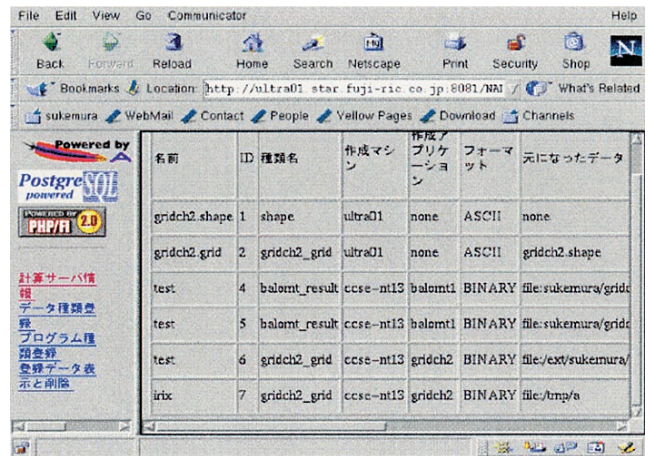 File Edit View Go Communicator Help
Back Forward Reload Home Search Netscape Print Security Shop N
Bookmarks Location: http://ultra01.star.fuji-ric.co.jp:8081/NAI What's Related
sukemura WebMail Contact People Yellow Pages Download Channels
Powered by
PostgreSQL
powered
POWERED BY
PHP/FI 2.0
計算サーバ情
報
データ種類登
録
プログラム種
類登録
登録データ表
示と削除
名前 ID 種類名 作成マシン 作成アプリケーション フォーマット 元になったデータ
gridch2.shape 1 shape ultra01 none ASCII none
gridch2.grid 2 gridch2_grid ultra01 none ASCII gridch2.shape
test 4 balomt_result ccse-nt13 balomt1 BINARY file:sukemura/gridc
test 5 balomt_result ccse-nt13 balomt1 BINARY file:sukemura/gridc
test 6 gridch2_grid ccse-nt13 gridch2 BINARY file:/ext/sukemura/
irix 7 gridch2_grid ccse-nt13 gridch2 BINARY file:/tmp/a